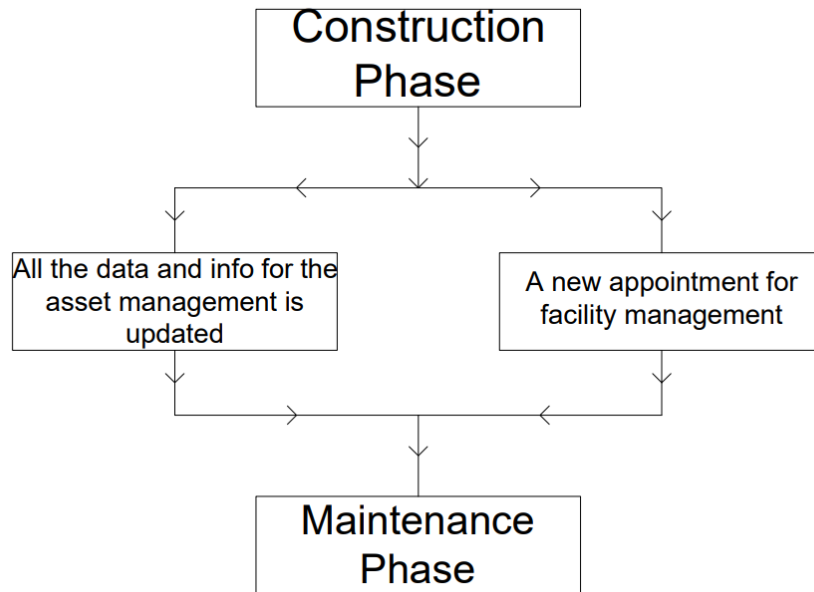 Construction
Phase
All the data and info for the
asset management is
updated
A new appointment for
facility management
Maintenance
Phase